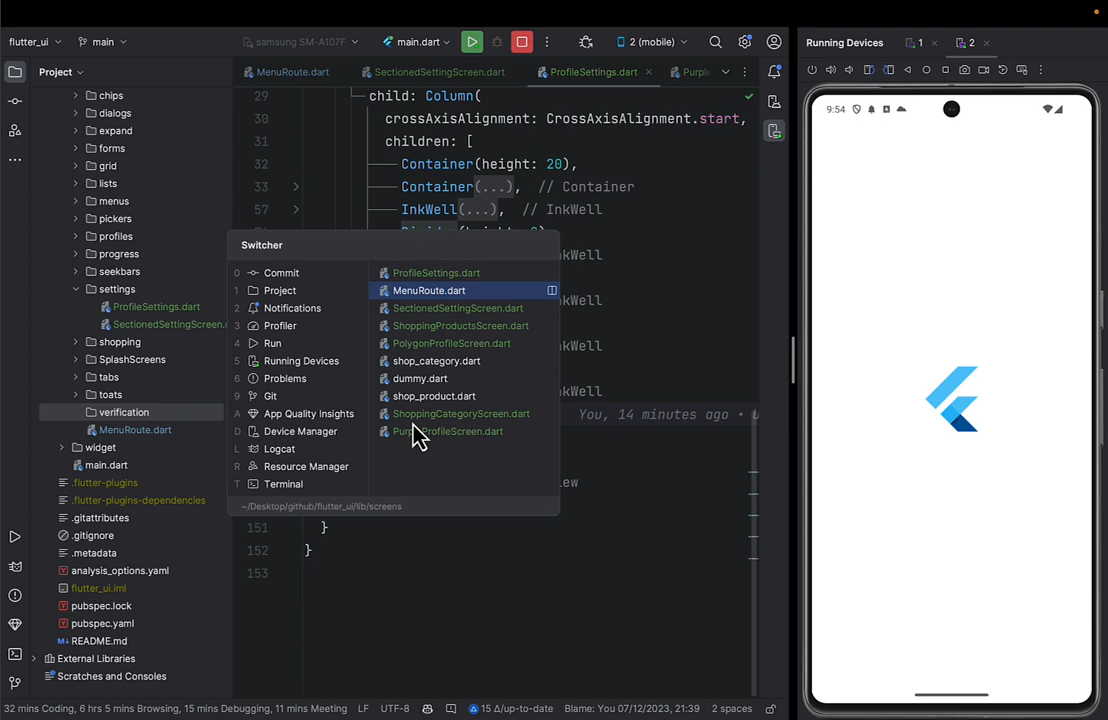 flutter_ui
main
samsung SM-A107F
main.dart
2 (mobile)
Running Devices
1
2
Project
MenuRoute.dart
SectionedSettingScreen.dart
ProfileSettings.dart
Purple
chips
dialogs
expand
forms
grid
lists
menus
pickers
profiles
progress
seekbars
settings
ProfileSettings.dart
SectionedSettingScreen.
shopping
SplashScreens
tabs
toats
verification
MenuRoute.dart
widget
main.dart
.flutter-plugins
.flutter-plugins-dependencies
.gitattributes
.gitignore
.metadata
analysis_options.yaml
flutter_ui.iml
pubspec.lock
pubspec.yaml
README.md
External Libraries
Scratches and Consoles
29 child: Column(
30 crossAxisAlignment: CrossAxisAlignment.start,
31 children: [
32 Container(height: 20),
33 Container(...), // Container
57 InkWell(...), // InkWell
You, 14 minutes ago
151 }
152 }
153
Switcher
0 Commit
1 Project
2 Notifications
3 Profiler
4 Run
5 Running Devices
6 Problems
9 Git
A App Quality Insights
D Device Manager
L Logcat
R Resource Manager
T Terminal
ProfileSettings.dart
MenuRoute.dart
SectionedSettingScreen.dart
ShoppingProductsScreen.dart
PolygonProfileScreen.dart
shop_category.dart
dummy.dart
shop_product.dart
ShoppingCategoryScreen.dart
~/Desktop/github/flutter_ui/lib/screens
9:54
32 mins Coding, 6 hrs 5 mins Browsing, 15 mins Debugging, 11 mins Meeting
LF
UTF-8
15 Δ/up-to-date
Blame: You 07/12/2023, 21:39
2 spaces